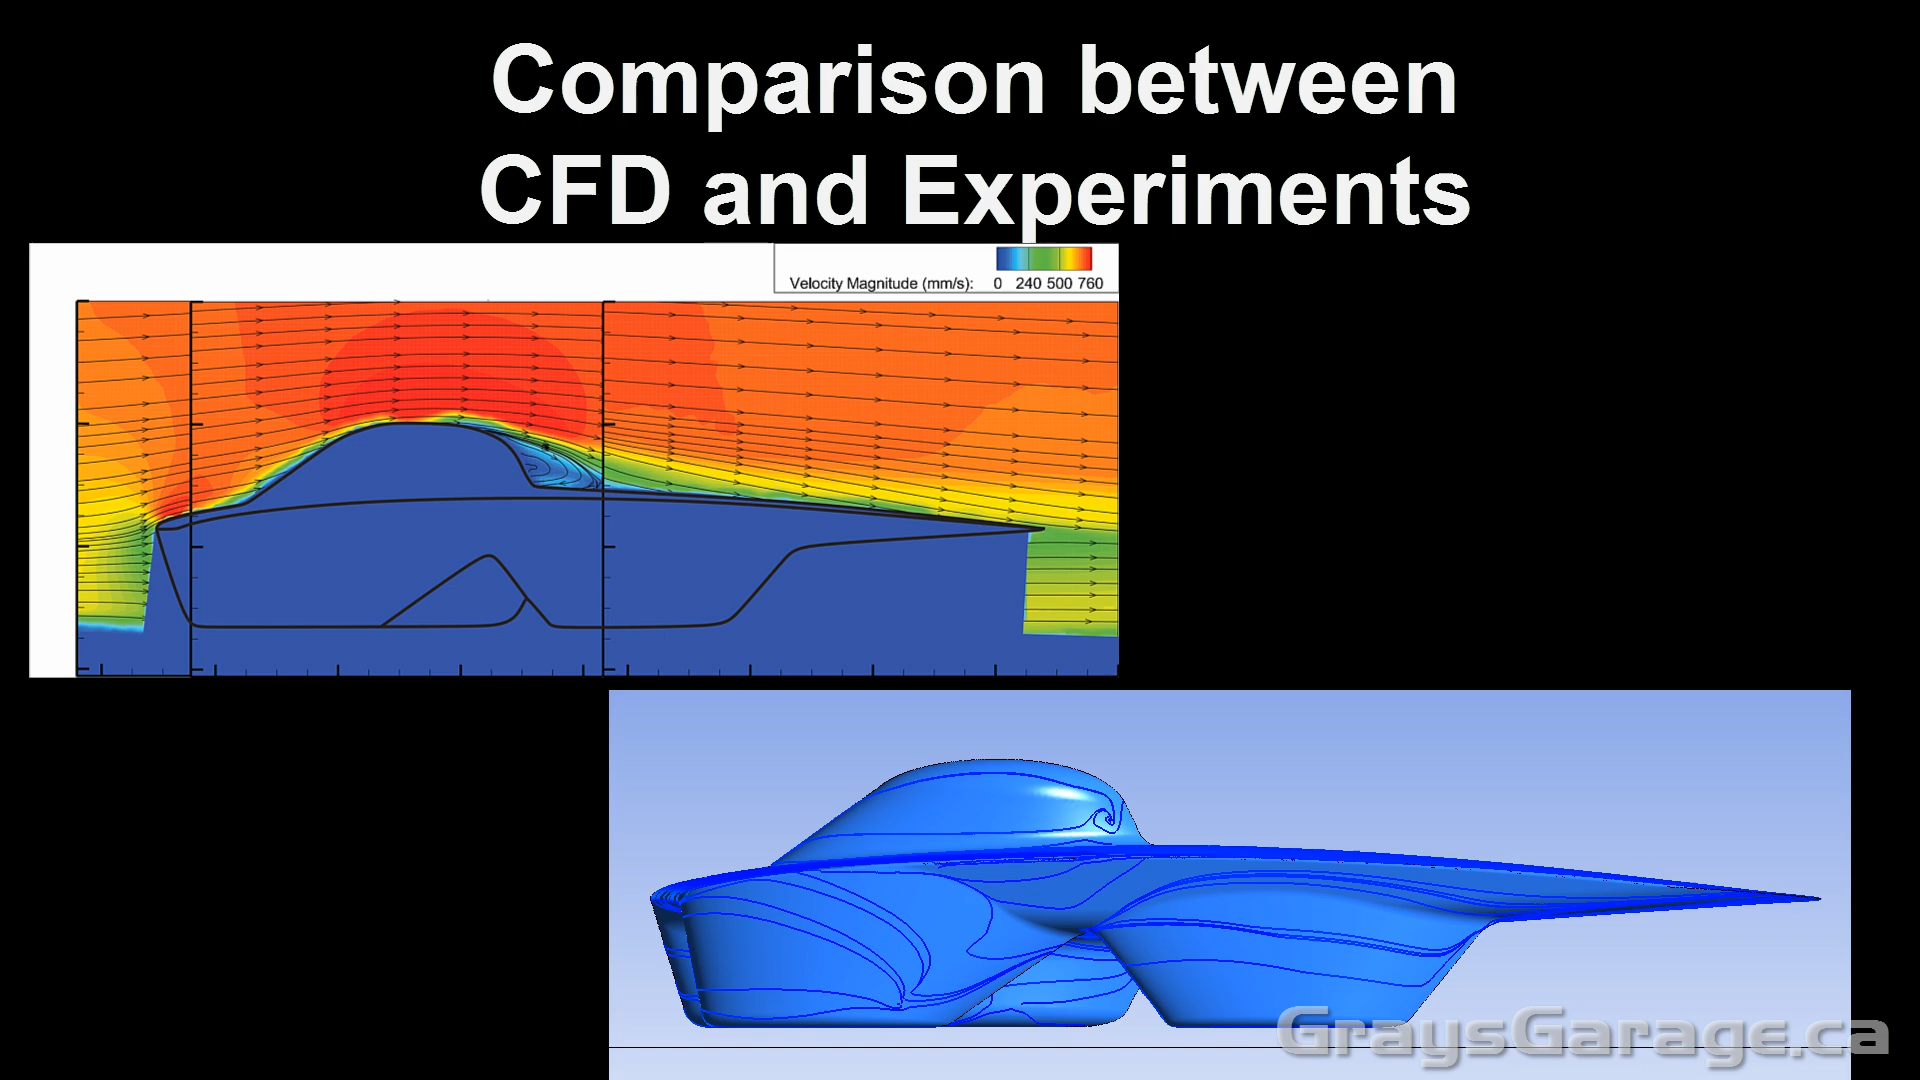 Comparison between
CFD and Experiments
Velocity Magnitude (mm/s): 0 240 500 760
GraysGarage.ca